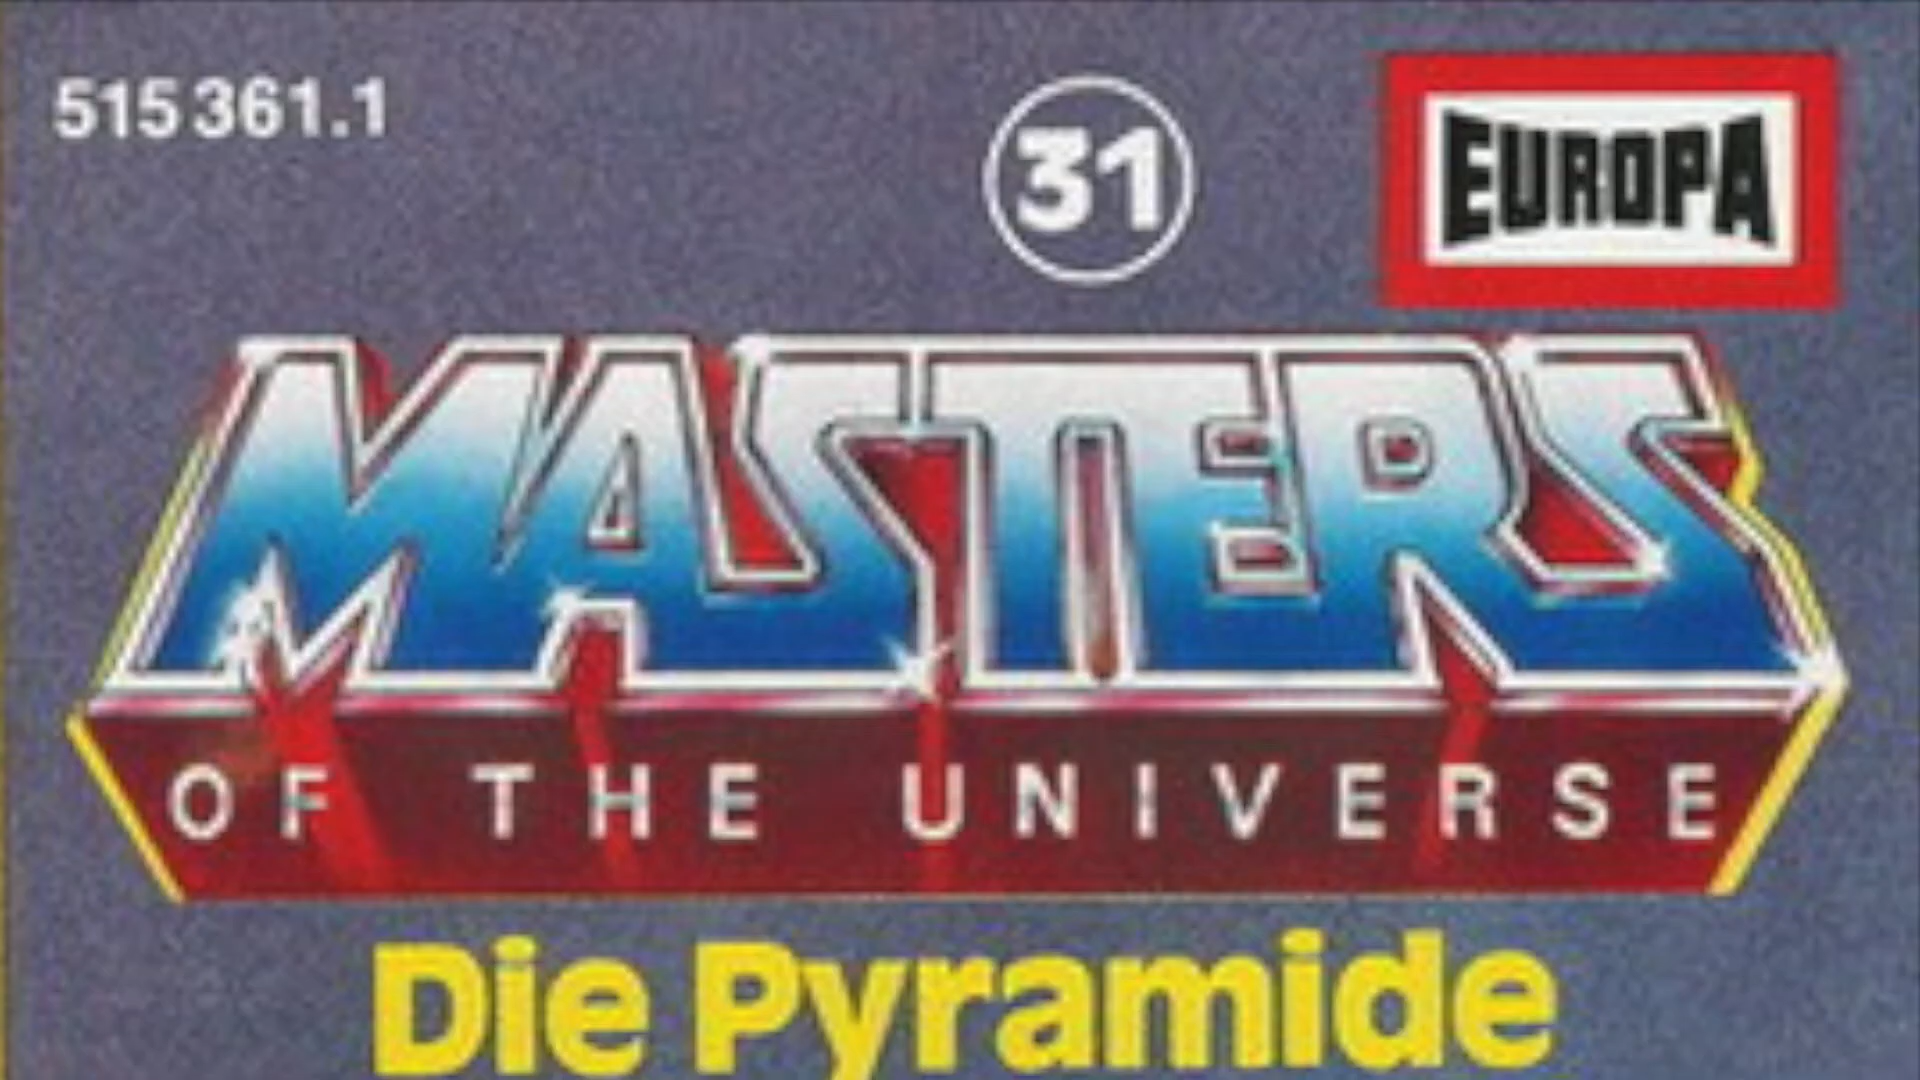 515 361.1
31
EUROPA
MASTERS
OF THE UNIVERSE
Die Pyramide